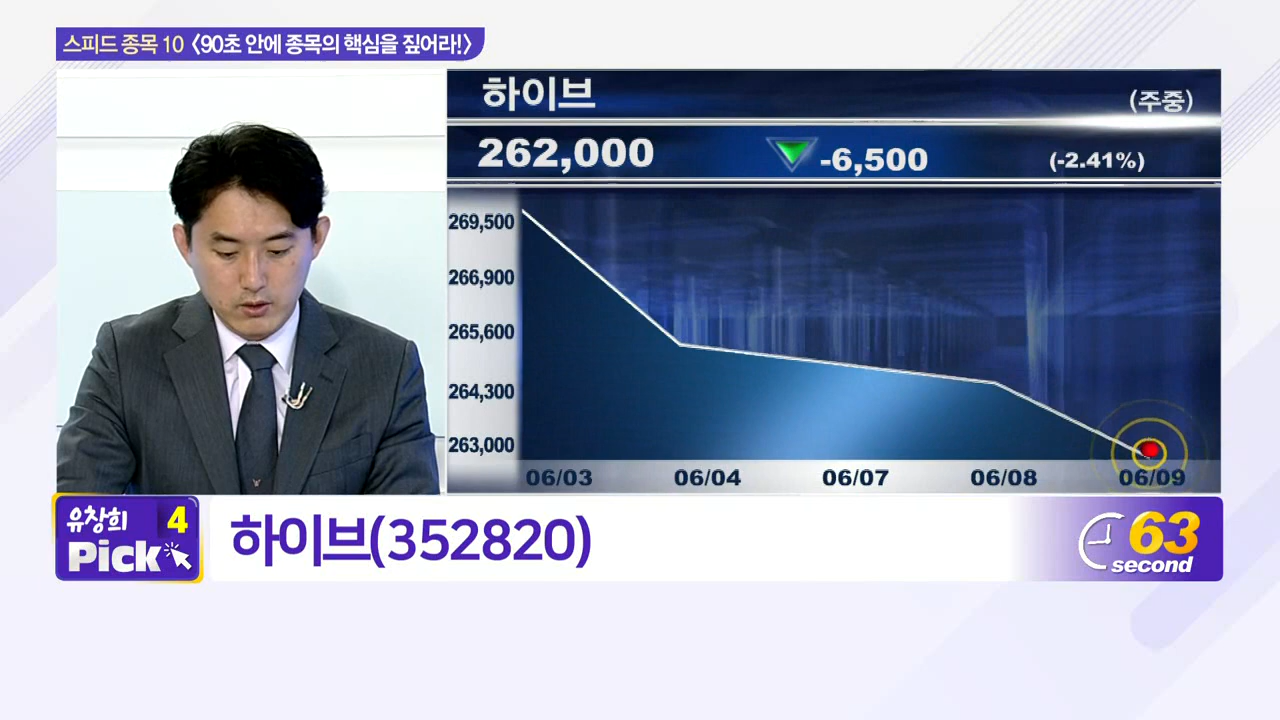 스피드 종목 10 <90초 안에 종목의 핵심을 짚어라!>
하이브 (주중)
262,000 ▼ -6,500 (-2.41%)
269,500
266,900
265,600
264,300
263,000
06/03 06/04 06/07 06/08 06/09
유창희 4
Pick
하이브(352820)
63
second